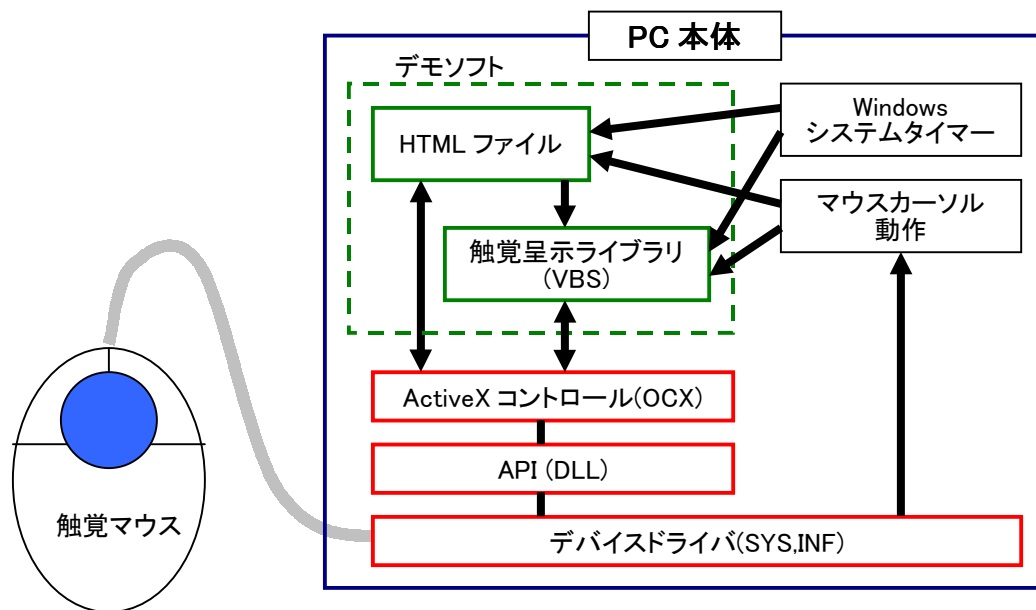 PC 本体
デモソフト
HTML ファイル
Windows
システムタイマー
マウスカーソル
動作
触覚呈示ライブラリ
(VBS)
ActiveX コントロール(OCX)
API (DLL)
触覚マウス
デバイスドライバ(SYS,INF)